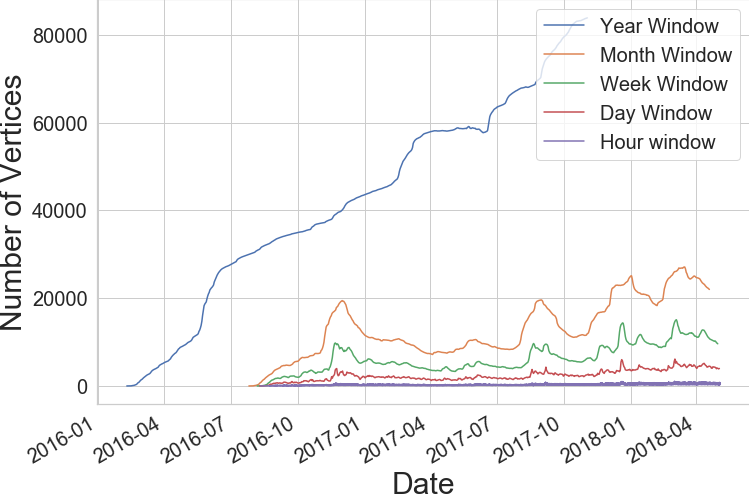 Number of Vertices
80000
60000
40000
20000
0
Year Window
Month Window
Week Window
Day Window
Hour window
2016-01
2016-04
2016-07
2016-10
2017-01
2017-04
2017-07
2017-10
2018-01
2018-04
Date